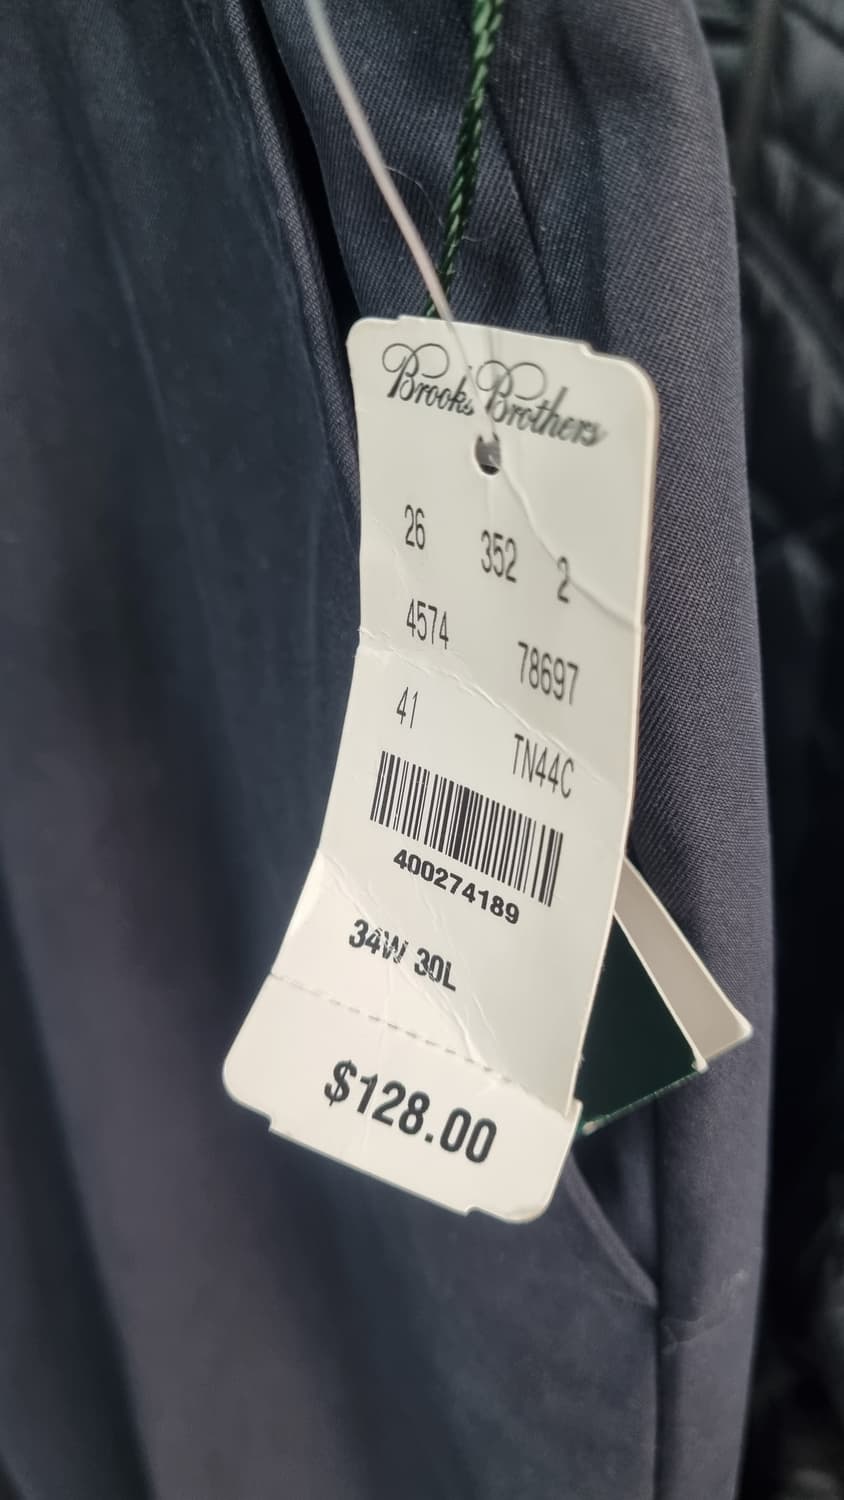 Brooks Brothers
26 352 2
4574 78697
41 TN44C
400274189
34W 30L
$128.00